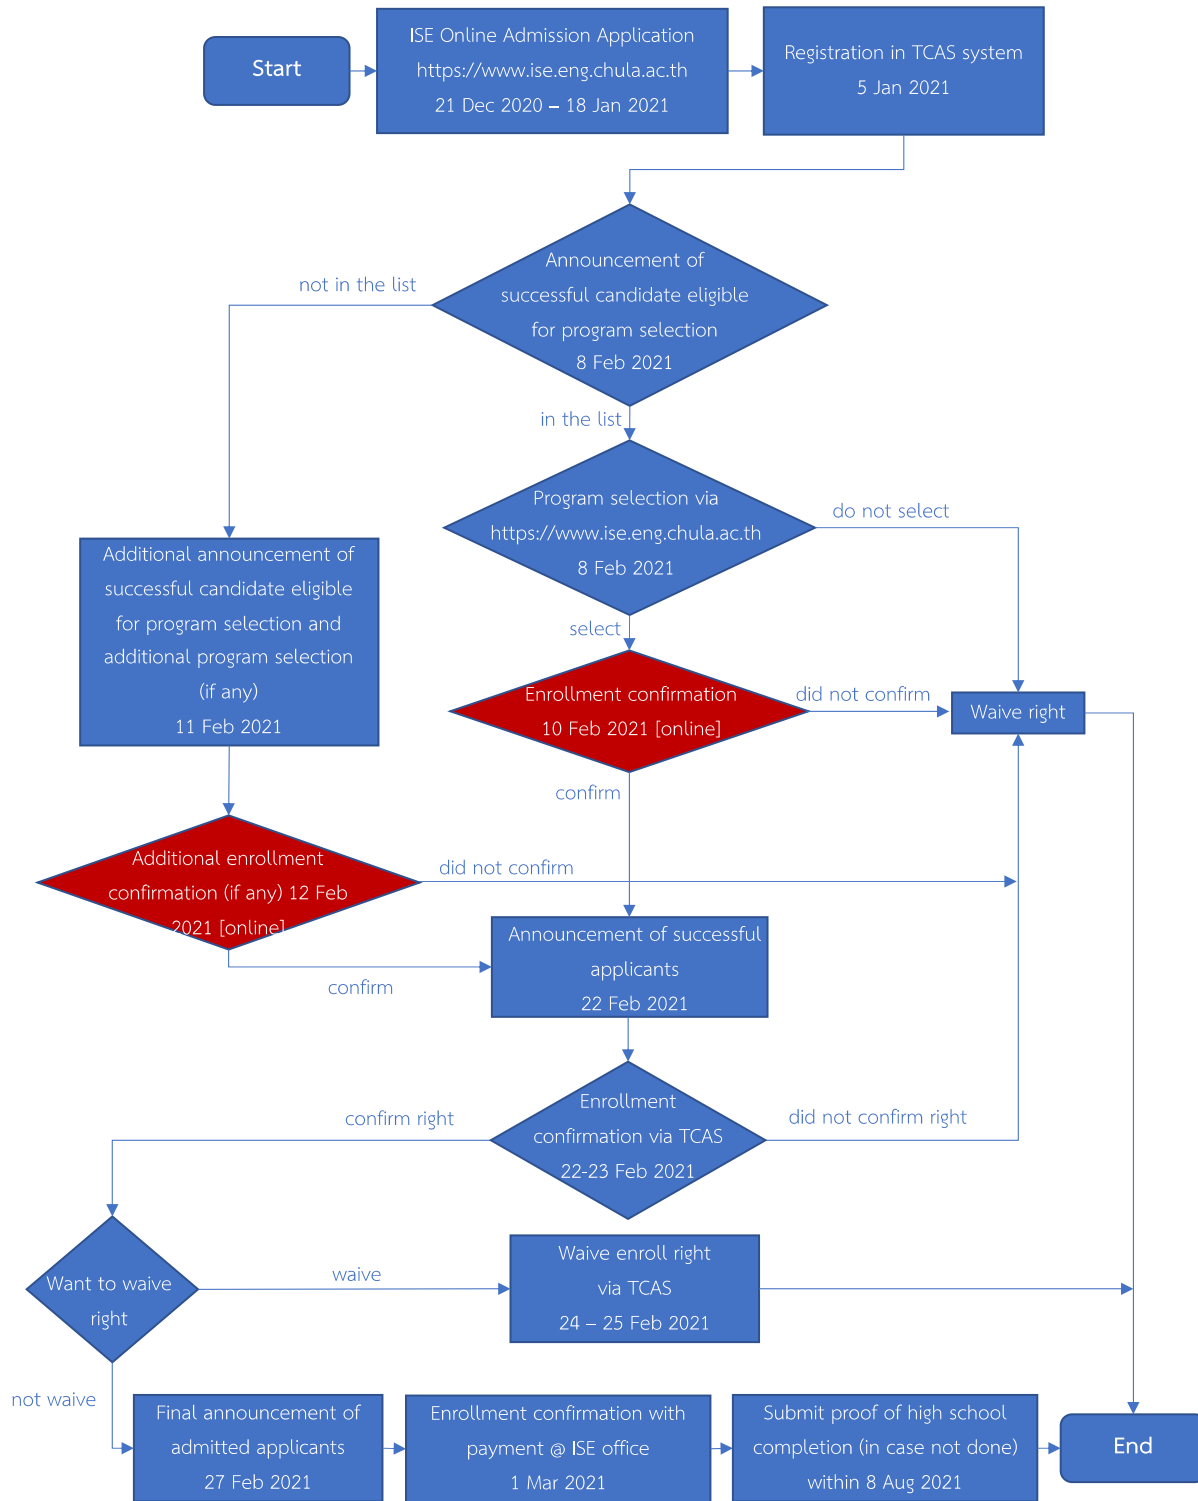 Start
ISE Online Admission Application
https://www.ise.eng.chula.ac.th
21 Dec 2020 – 18 Jan 2021
Registration in TCAS system
5 Jan 2021
Announcement of
successful candidate eligible
for program selection
8 Feb 2021
not in the list
in the list
Program selection via
https://www.ise.eng.chula.ac.th
8 Feb 2021
do not select
select
Additional announcement of
successful candidate eligible
for program selection and
additional program selection
(if any)
11 Feb 2021
Enrollment confirmation
10 Feb 2021 [online]
did not confirm
Waive right
confirm
Additional enrollment
confirmation (if any) 12 Feb
2021 [online]
did not confirm
confirm
Announcement of successful
applicants
22 Feb 2021
Enrollment
confirmation via TCAS
22-23 Feb 2021
confirm right
did not confirm right
Want to waive
right
waive
Waive enroll right
via TCAS
24 – 25 Feb 2021
not waive
Final announcement of
admitted applicants
27 Feb 2021
Enrollment confirmation with
payment @ ISE office
1 Mar 2021
Submit proof of high school
completion (in case not done)
within 8 Aug 2021
End